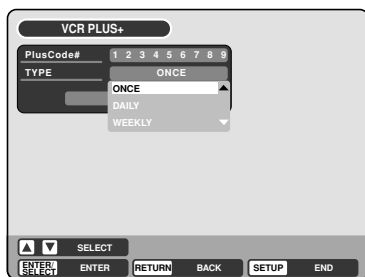 VCR PLUS+
PlusCode# 1 2 3 4 5 6 7 8 9
TYPE ONCE
ONCE
DAILY
WEEKLY
SELECT
ENTER/SELECT ENTER RETURN BACK SETUP END